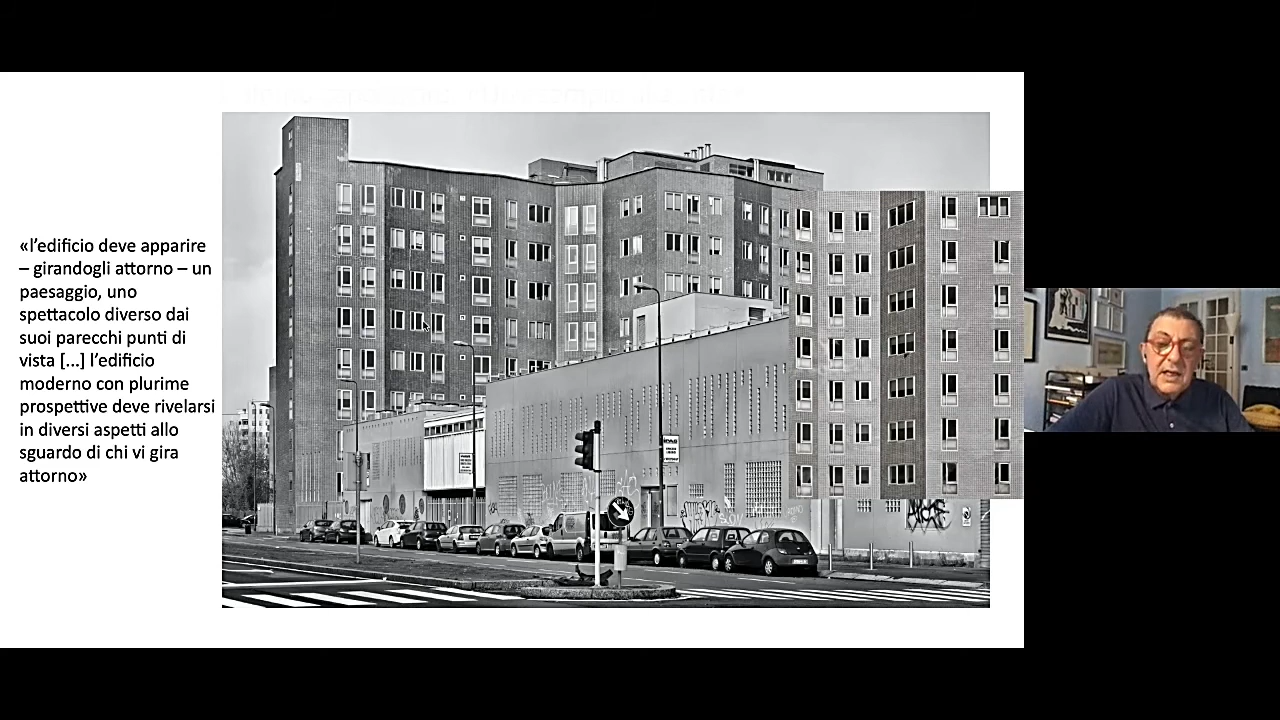 «l’edificio deve apparire
– girandogli attorno – un
paesaggio, uno
spettacolo diverso dai
suoi parecchi punti di
vista [...] l’edificio
moderno con plurime
prospettive deve rivelarsi
in diversi aspetti allo
sguardo di chi vi gira
attorno»